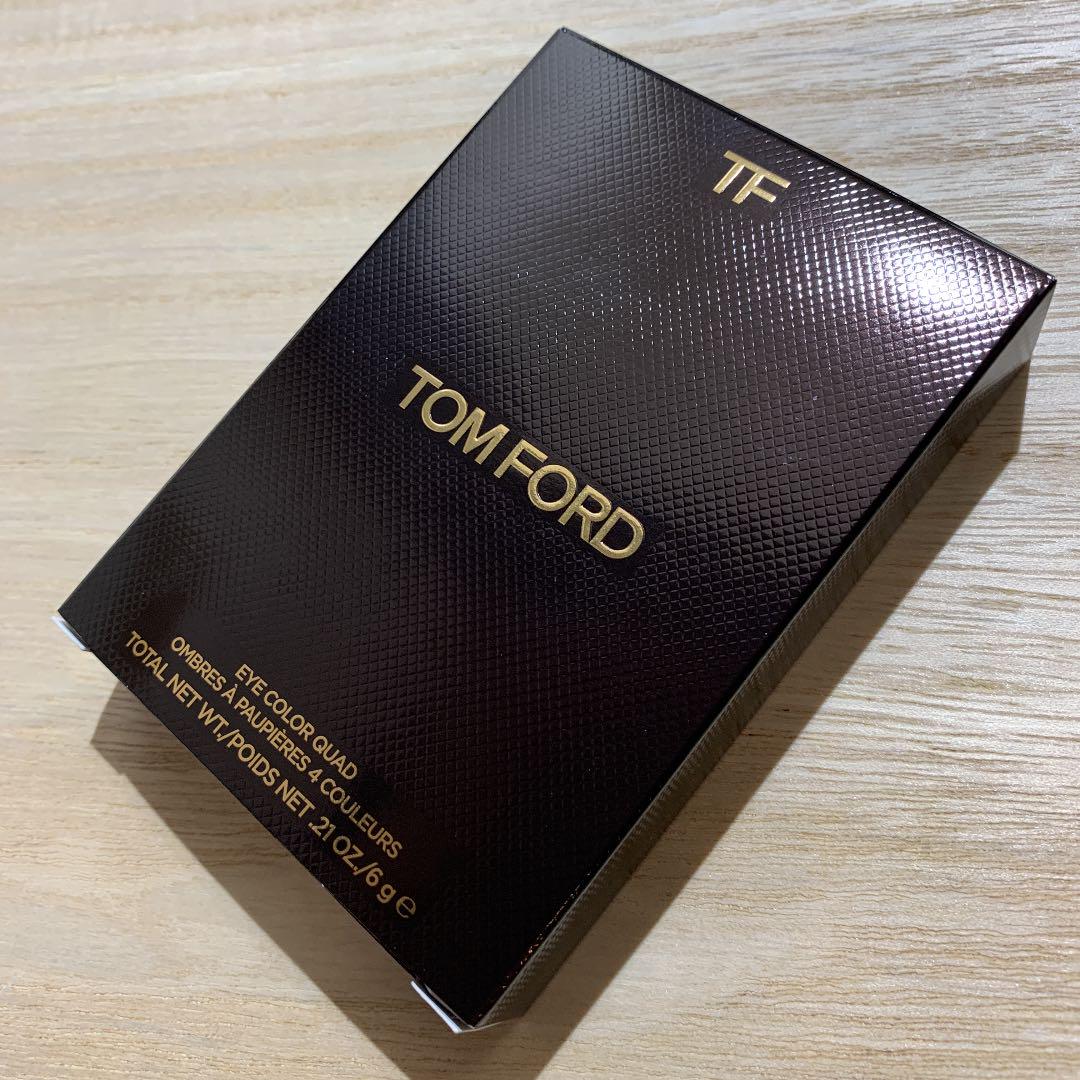 TF
TOM FORD
EYE COLOR QUAD
OMBRES À PAUPIÈRES 4 COULEURS
TOTAL NET WT./POIDS NET .21 OZ./6 g ℮